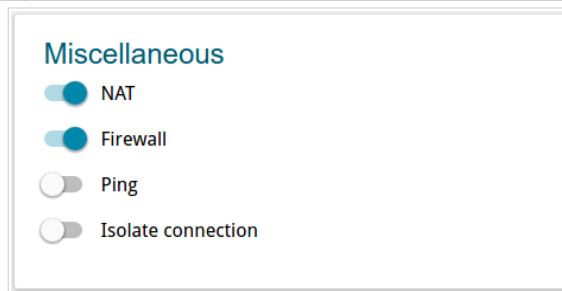 Miscellaneous
NAT
Firewall
Ping
Isolate connection